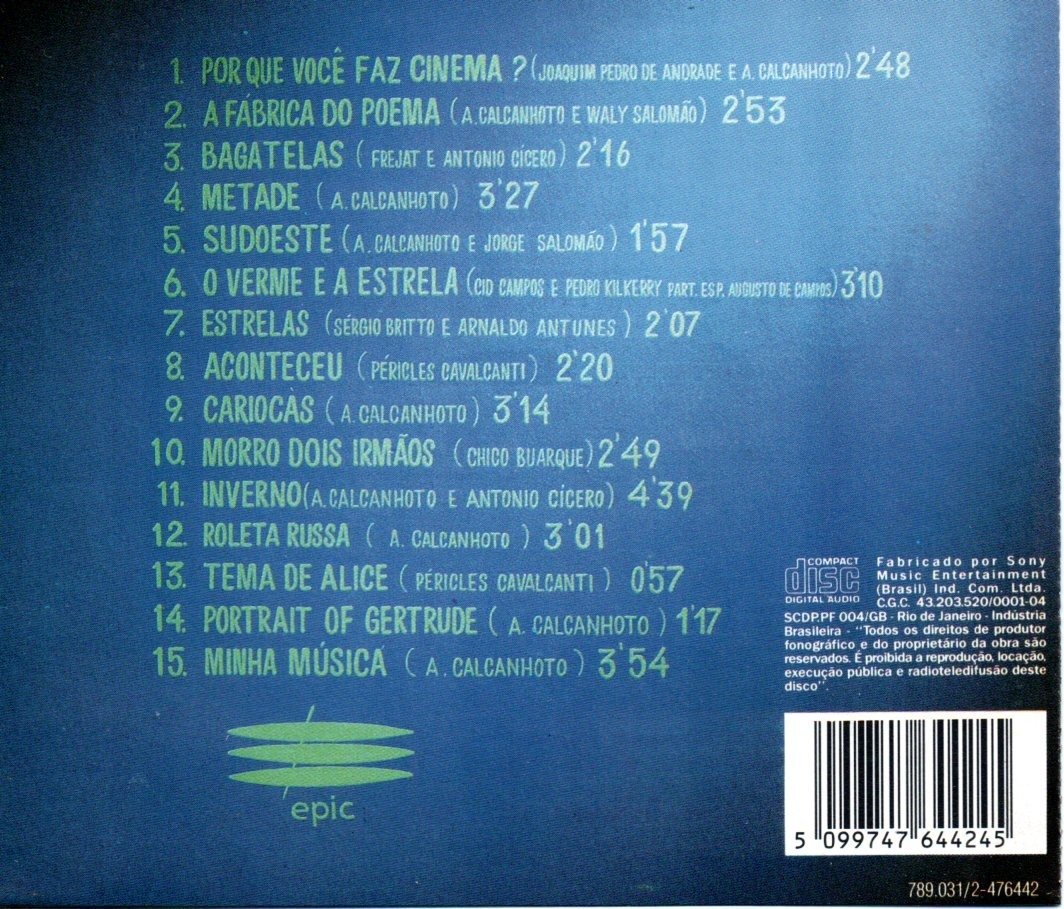 1. POR QUE VOCÊ FAZ CINEMA ? (JOAQUIM PEDRO DE ANDRADE E A. CALCANHOTO) 2'48
2. A FÁBRICA DO POEMA (A. CALCANHOTO E WALY SALOMÃO) 2'53
3. BAGATELAS (FREJAT E ANTONIO CÍCERO) 2'16
4. METADE (A. CALCANHOTO) 3'27
5. SUDOESTE (A. CALCANHOTO E JORGE SALOMÃO) 1'57
6. O VERME E A ESTRELA (CID CAMPOS E PEDRO KILKERRY PART. ESP. AUGUSTO DE CAMPOS) 3'10
7. ESTRELAS (SÉRGIO BRITTO E ARNALDO ANTUNES) 2'07
8. ACONTECEU (PÉRICLES CAVALCANTI) 2'20
9. CARIOCAS (A. CALCANHOTO) 3'14
10. MORRO DOIS IRMÃOS (CHICO BUARQUE) 2'49
11. INVERNO (A. CALCANHOTO E ANTONIO CÍCERO) 4'39
12. ROLETA RUSSA (A. CALCANHOTO) 3'01
13. TEMA DE ALICE (PÉRICLES CAVALCANTI) 0'57
14. PORTRAIT OF GERTRUDE (A. CALCANHOTO) 1'17
15. MINHA MÚSICA (A. CALCANHOTO) 3'54
epic
COMPACT
disc
DIGITAL AUDIO
Fabricado por Sony
Music Entertainment
(Brasil) Ind. Com. Ltda.
C.G.C. 43.203.520/0001-04
SCDP.PF 004/GB - Rio de Janeiro - Indústria
Brasileira - "Todos os direitos de produtor
fonográfico e do proprietário da obra são
reservados. É proibida a reprodução, locação,
execução pública e radioteledifusão deste
disco".
5 099747 644245
789.031/2-476442